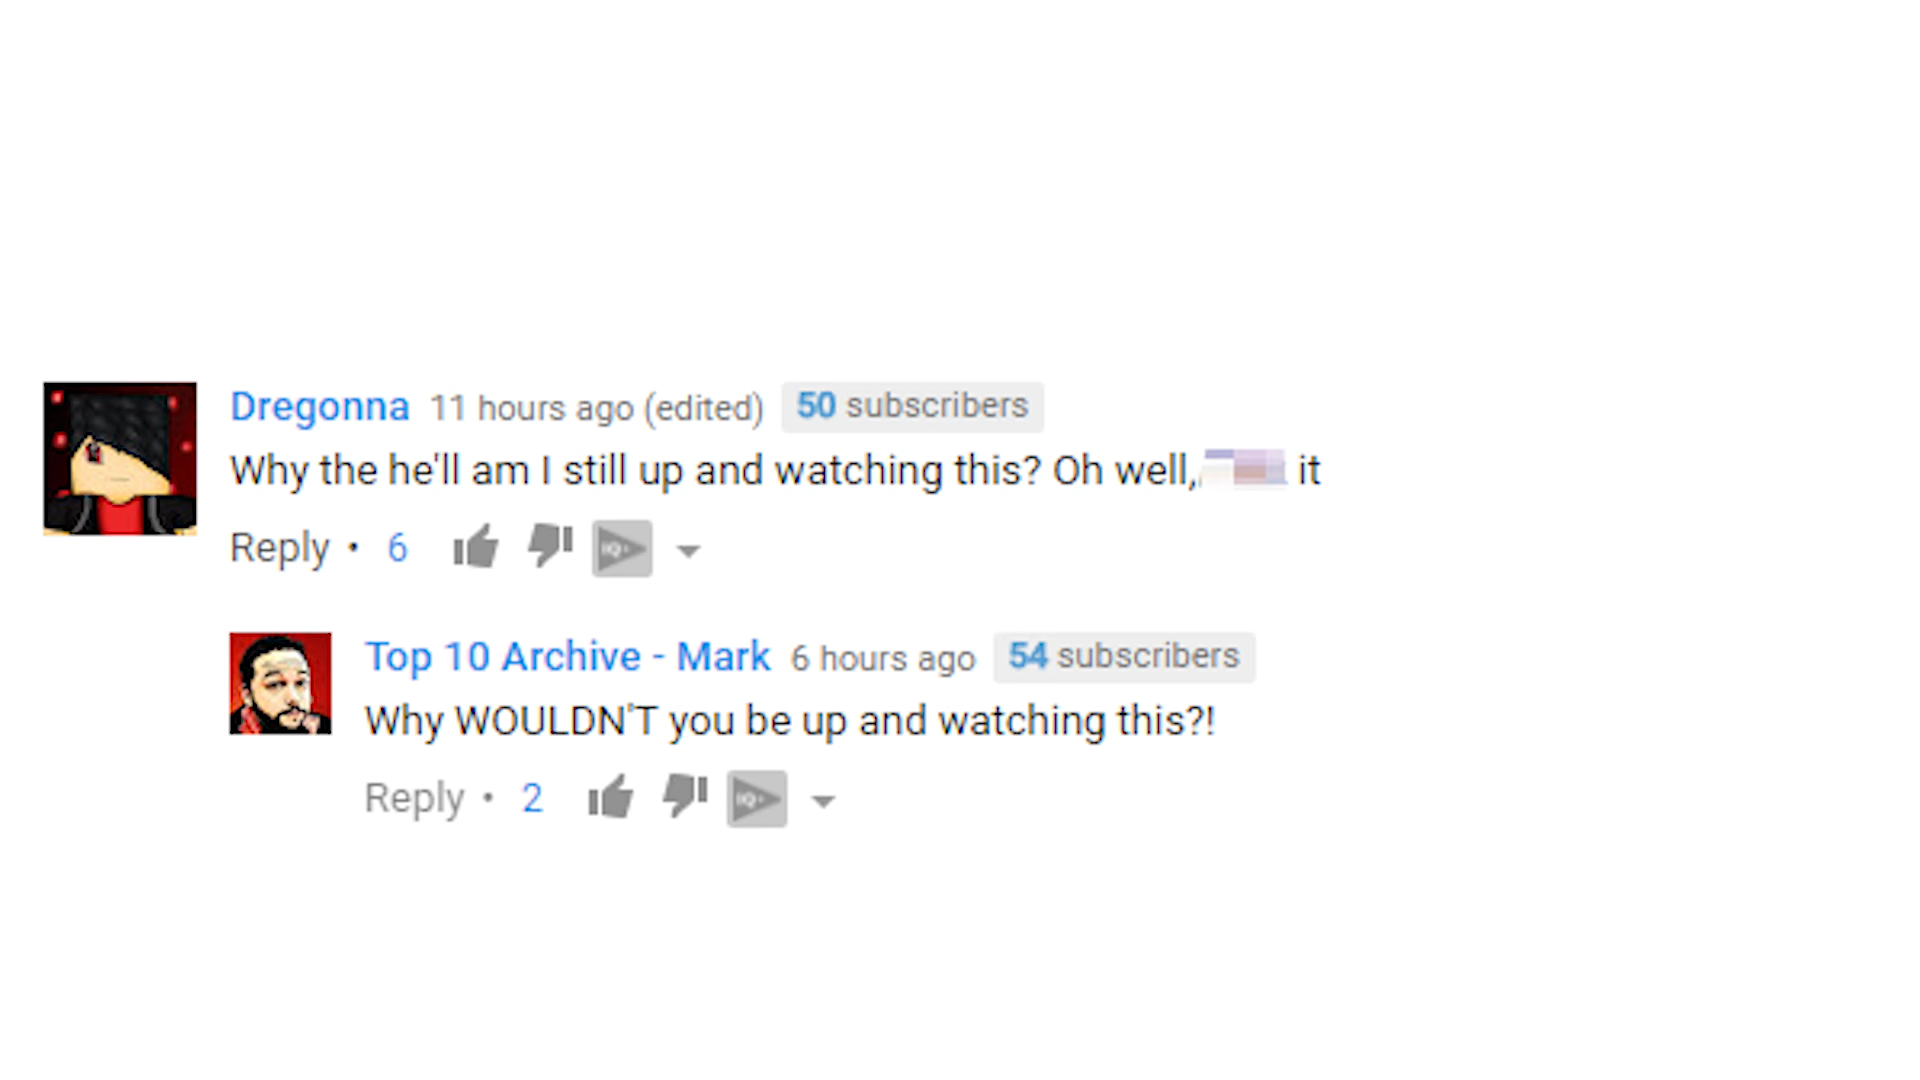 Dregonna 11 hours ago (edited) 50 subscribers
Why the he'll am I still up and watching this? Oh well, it
Reply • 6
Top 10 Archive - Mark 6 hours ago 54 subscribers
Why WOULDN'T you be up and watching this?!
Reply • 2